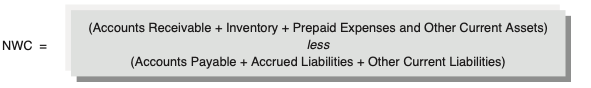 (Accounts Receivable + Inventory + Prepaid Expenses and Other Current Assets)
NWC = less
(Accounts Payable + Accrued Liabilities + Other Current Liabilities)